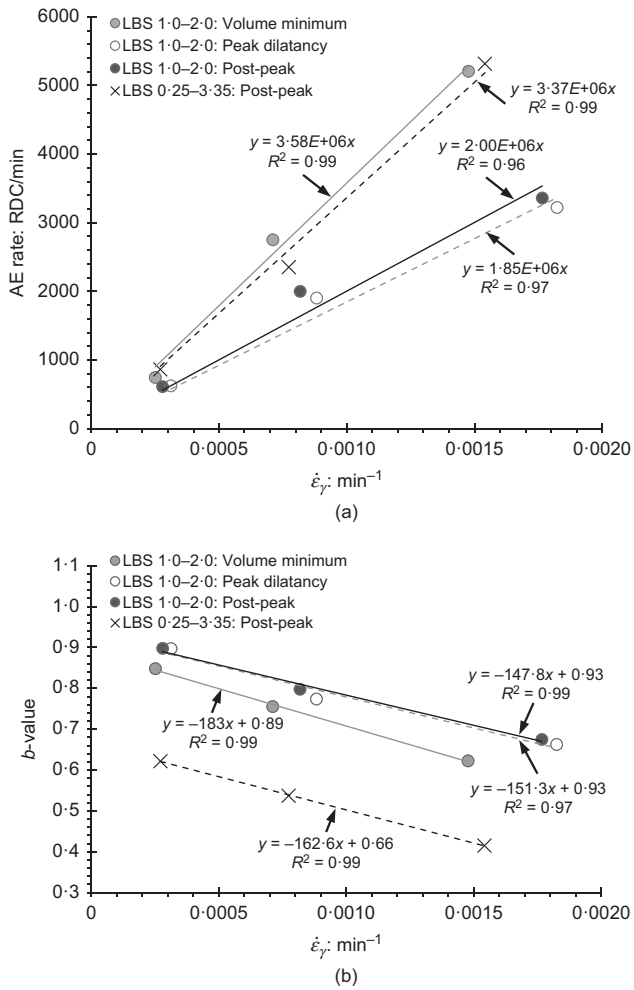 6000
5000
4000
3000
2000
1000
0
AE rate: RDC/min
LBS 1·0–2·0: Volume minimum
LBS 1·0–2·0: Peak dilatancy
LBS 1·0–2·0: Post-peak
LBS 0·25–3·35: Post-peak
y = 3·37E+06x
R² = 0·99
y = 3·58E+06x
R² = 0·99
y = 2·00E+06x
R² = 0·96
y = 1·85E+06x
R² = 0·97
0 0·0005 0·0010 0·0015 0·0020
ε̇γ: min⁻¹
(a)
1·1
1·0
0·9
0·8
0·7
0·6
0·5
0·4
0·3
b-value
LBS 1·0–2·0: Volume minimum
LBS 1·0–2·0: Peak dilatancy
LBS 1·0–2·0: Post-peak
LBS 0·25–3·35: Post-peak
y = –147·8x + 0·93
R² = 0·99
y = –183x + 0·89
R² = 0·99
y = –151·3x + 0·93
R² = 0·97
y = –162·6x + 0·66
R² = 0·99
0 0·0005 0·0010 0·0015 0·0020
ε̇γ: min⁻¹
(b)